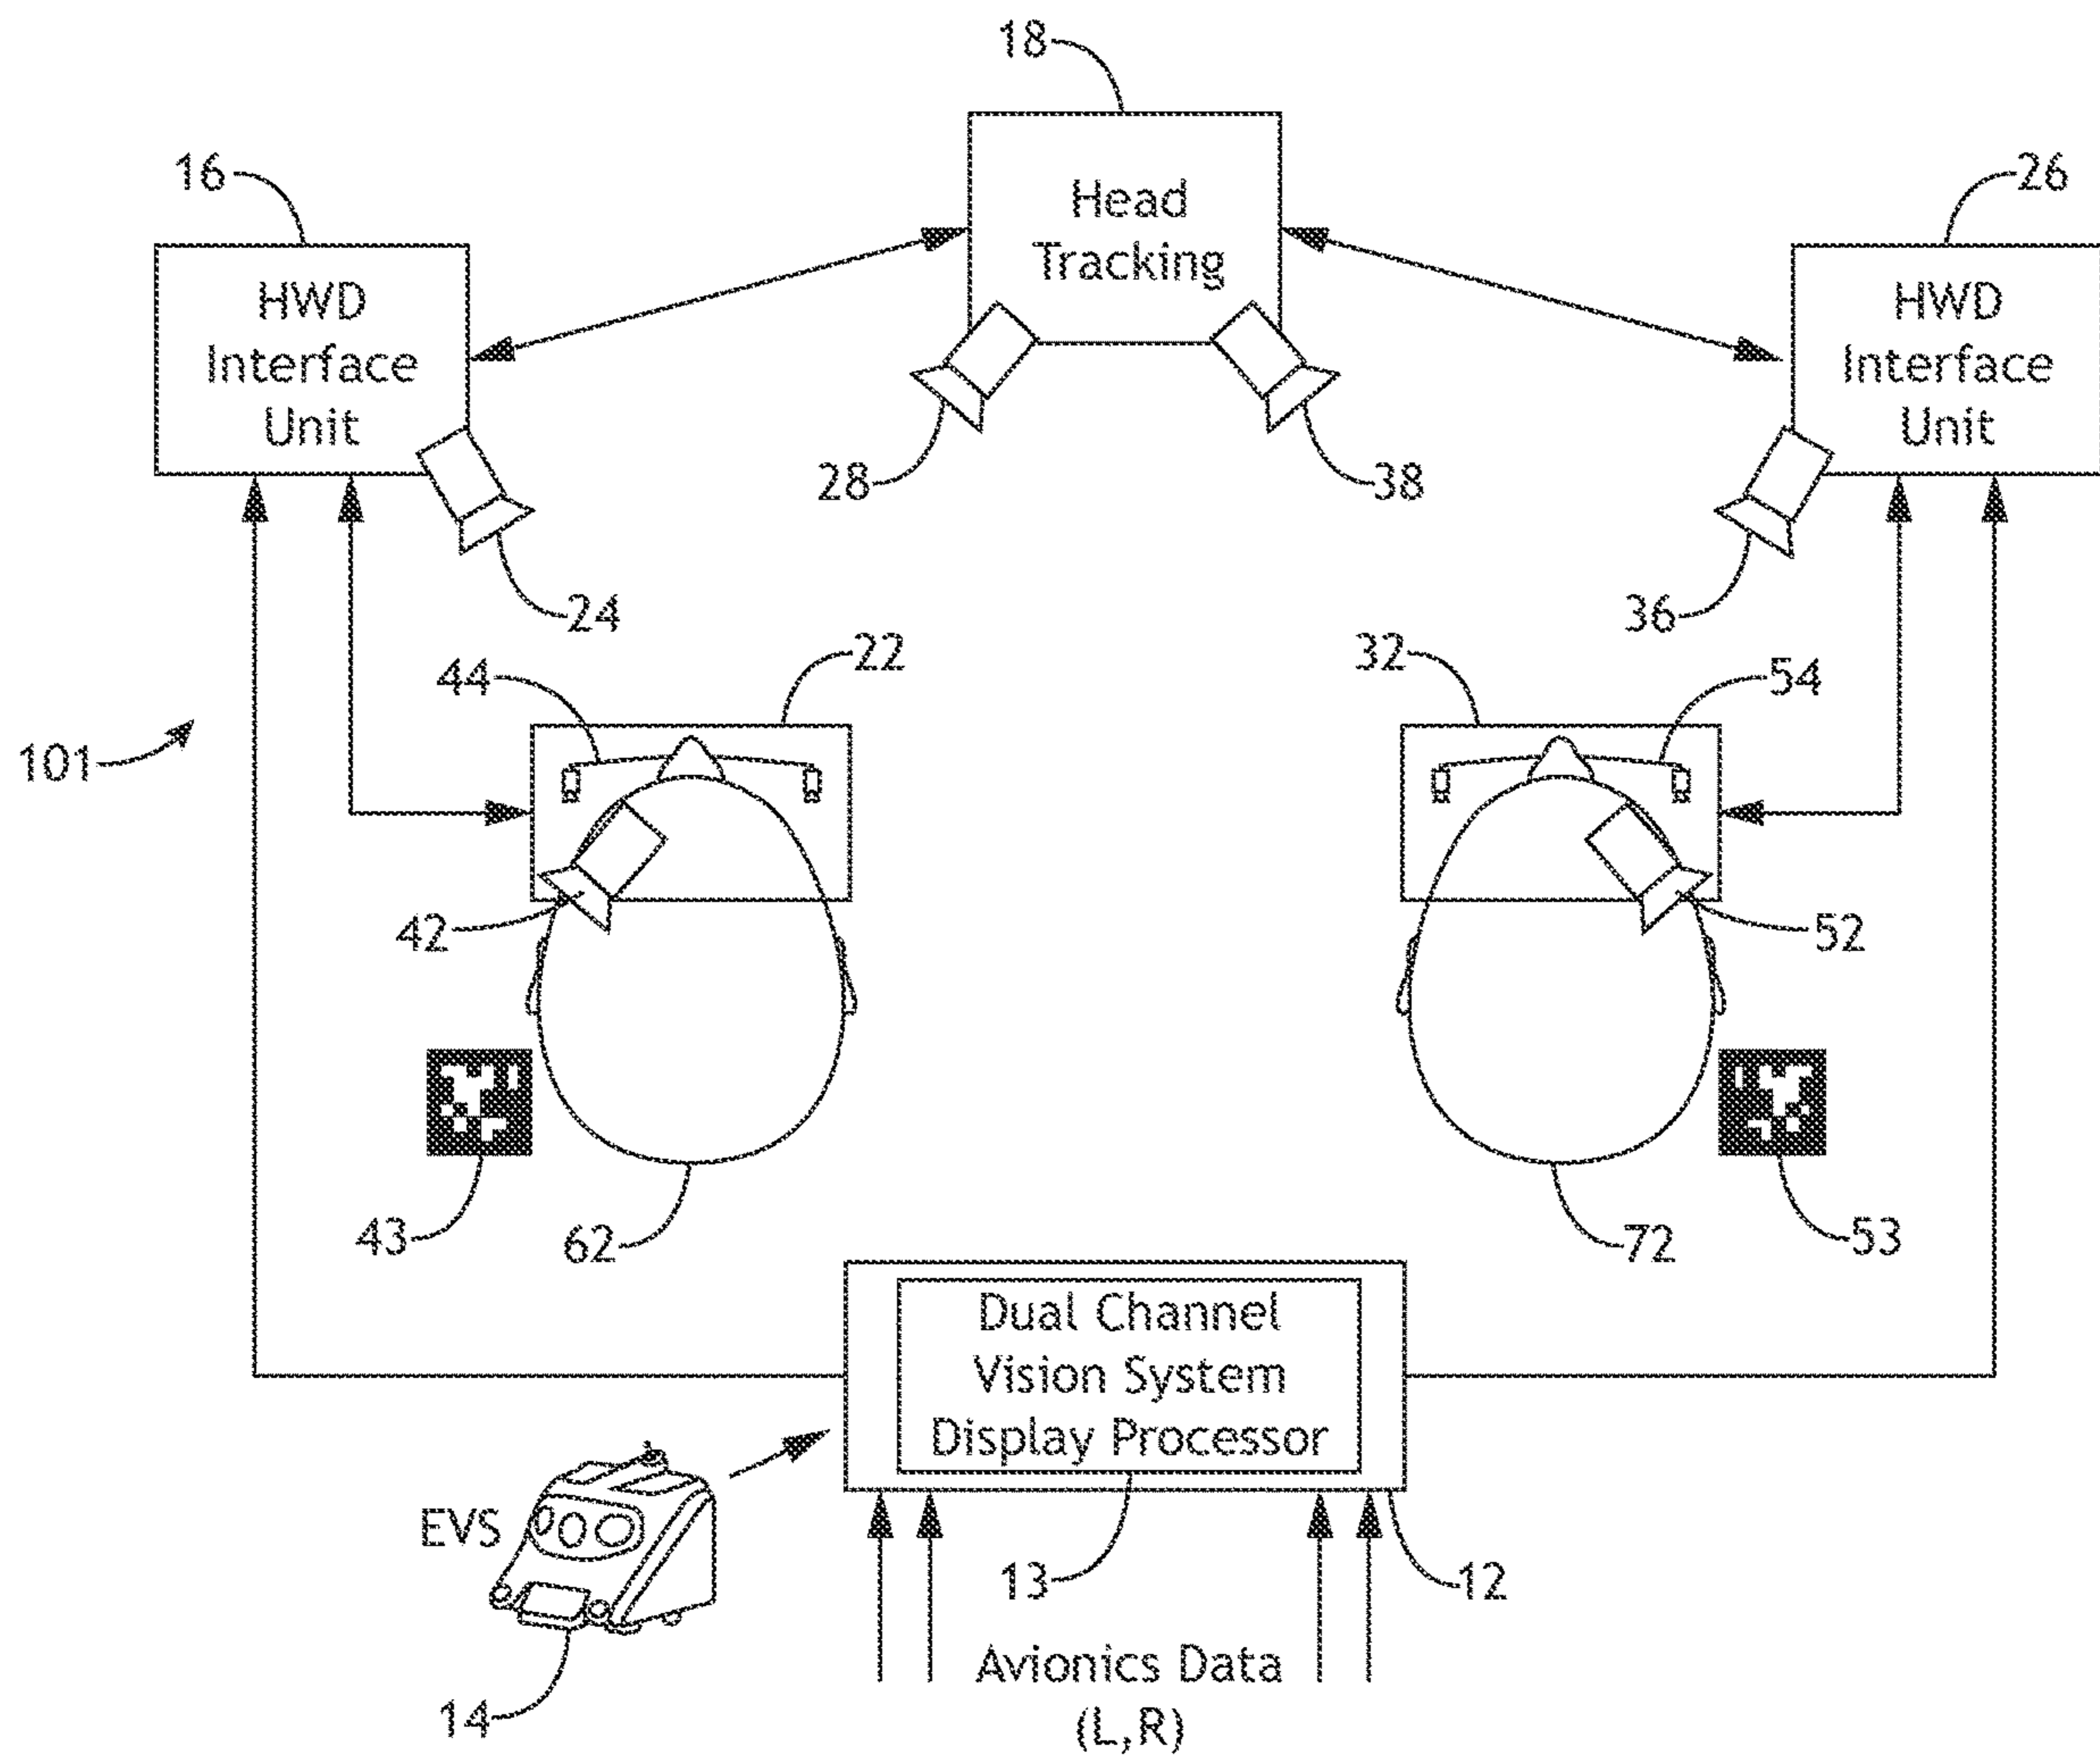 18
16
26
Head
Tracking
HWD
Interface
Unit
HWD
Interface
Unit
28
38
24
36
44
22
32
54
101
42
52
43
62
72
53
Dual Channel
Vision System
Display Processor
EVS
13
12
14
Avionics Data
(L,R)